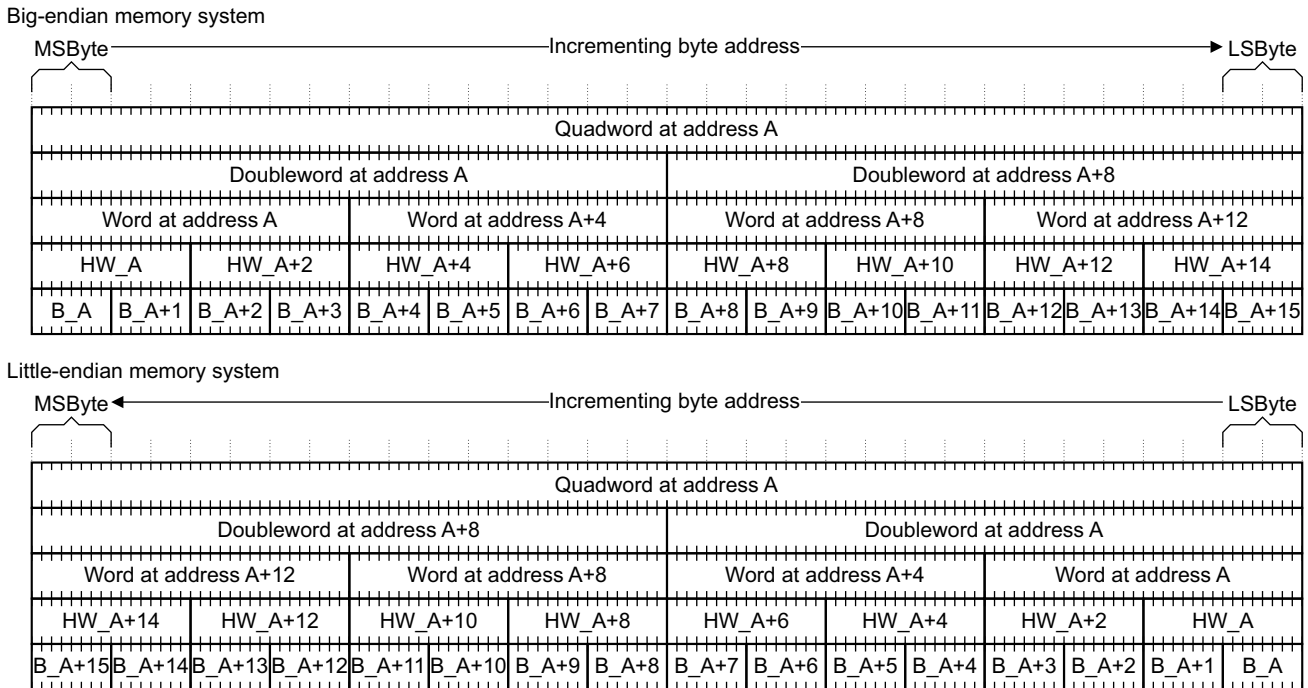 Big-endian memory system
MSByte Incrementing byte address LSByte
Quadword at address A
Doubleword at address A Doubleword at address A+8
Word at address A Word at address A+4 Word at address A+8 Word at address A+12
HW_A HW_A+2 HW_A+4 HW_A+6 HW_A+8 HW_A+10 HW_A+12 HW_A+14
B_A B_A+1 B_A+2 B_A+3 B_A+4 B_A+5 B_A+6 B_A+7 B_A+8 B_A+9 B_A+10 B_A+11 B_A+12 B_A+13 B_A+14 B_A+15
Little-endian memory system
MSByte Incrementing byte address LSByte
Quadword at address A
Doubleword at address A+8 Doubleword at address A
Word at address A+12 Word at address A+8 Word at address A+4 Word at address A
HW_A+14 HW_A+12 HW_A+10 HW_A+8 HW_A+6 HW_A+4 HW_A+2 HW_A
B_A+15 B_A+14 B_A+13 B_A+12 B_A+11 B_A+10 B_A+9 B_A+8 B_A+7 B_A+6 B_A+5 B_A+4 B_A+3 B_A+2 B_A+1 B_A